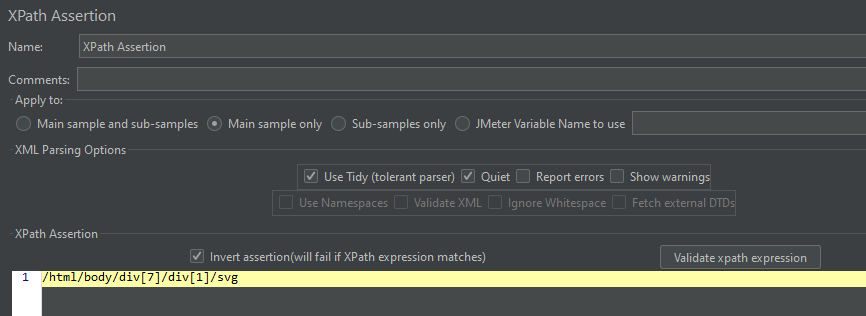 XPath Assertion
Name: XPath Assertion
Comments:
Apply to:
Main sample and sub-samples Main sample only Sub-samples only JMeter Variable Name to use
XML Parsing Options
Use Tidy (tolerant parser) Quiet Report errors Show warnings
Use Namespaces Validate XML Ignore Whitespace Fetch external DTDs
XPath Assertion
Invert assertion(will fail if XPath expression matches) Validate xpath expression
1 /html/body/div[7]/div[1]/svg